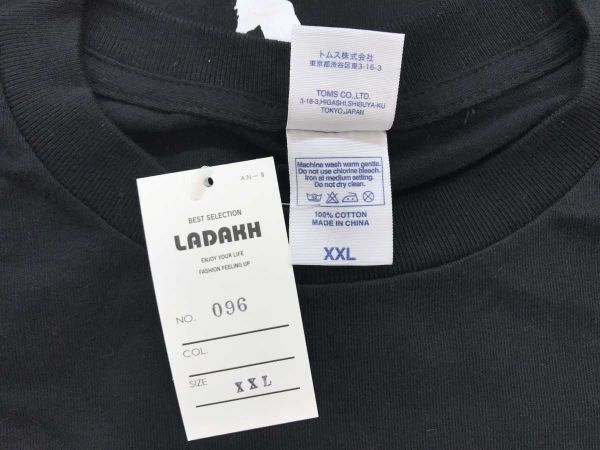 トムス株式会社
東京都渋谷区東3-16-3
TOMS CO.,LTD.
3-16-3,HIGASHI,SHIBUYA-KU
TOKYO,JAPAN
Machine wash warm gentle.
Do not use chlorine bleach.
Iron at medium setting.
Do not dry clean.
100% COTTON
MADE IN CHINA
XXL
AN-8
BEST SELECTION
LADAKH
ENJOY YOUR LIFE
FASHION FEELING UP
NO. 096
COL.
SIZE XXL